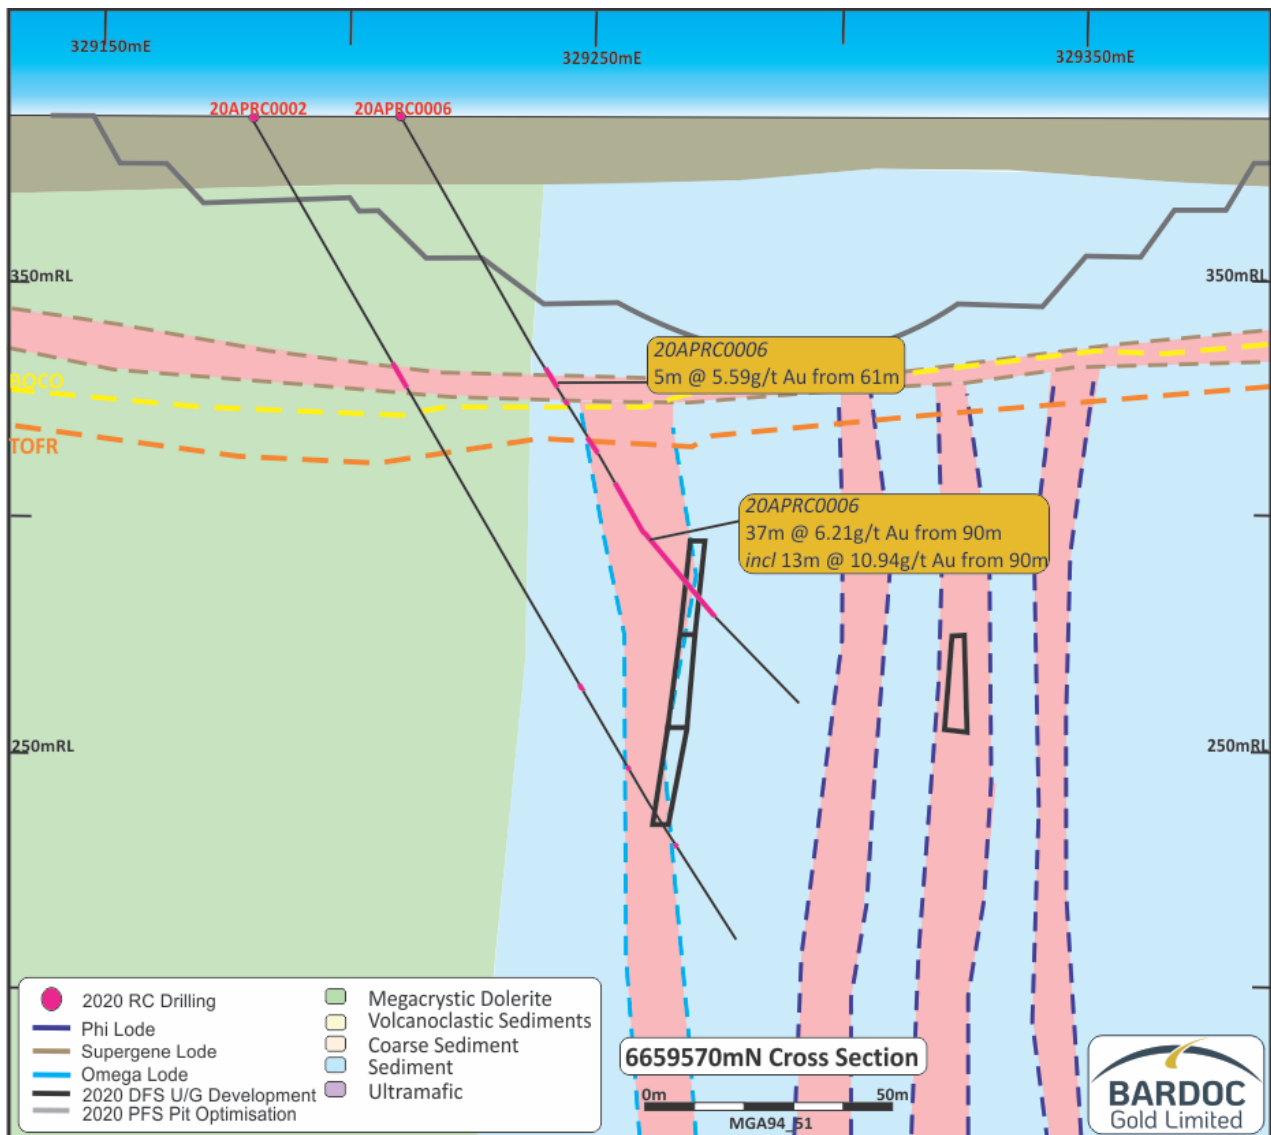 329150mE
329250mE
329350mE
20APRC0002
20APRC0006
350mRL
350mRL
20APRC0006
5m @ 5.59g/t Au from 61m
BOCO
TOFR
20APRC0006
37m @ 6.21g/t Au from 90m
incl 13m @ 10.94g/t Au from 90m
250mRL
250mRL
2020 RC Drilling
Phi Lode
Supergene Lode
Omega Lode
2020 DFS U/G Development
2020 PFS Pit Optimisation
Megacrystic Dolerite
Volcanoclastic Sediments
Coarse Sediment
Sediment
Ultramafic
6659570mN Cross Section
0m 50m
MGA94_51
BARDOC
Gold Limited